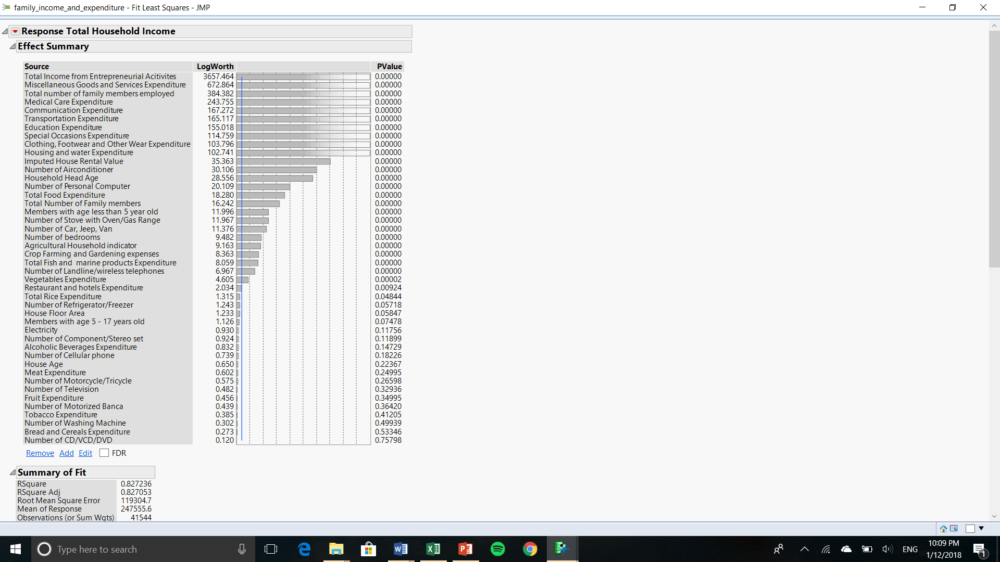 family_income_and_expenditure - Fit Least Squares - JMP
Response Total Household Income
Effect Summary
Source LogWorth PValue
Total Income from Entrepreneurial Acitivites 3657.464 0.00000
Miscellaneous Goods and Services Expenditure 672.864 0.00000
Total number of family members employed 384.382 0.00000
Medical Care Expenditure 243.755 0.00000
Communication Expenditure 167.272 0.00000
Transportation Expenditure 165.117 0.00000
Education Expenditure 155.018 0.00000
Special Occasions Expenditure 114.759 0.00000
Clothing, Footwear and Other Wear Expenditure 103.796 0.00000
Housing and water Expenditure 102.741 0.00000
Imputed House Rental Value 35.363 0.00000
Number of Airconditioner 30.106 0.00000
Household Head Age 28.556 0.00000
Number of Personal Computer 20.109 0.00000
Total Food Expenditure 18.280 0.00000
Total Number of Family members 16.242 0.00000
Members with age less than 5 year old 11.996 0.00000
Number of Stove with Oven/Gas Range 11.967 0.00000
Number of Car, Jeep, Van 11.376 0.00000
Number of bedrooms 9.482 0.00000
Agricultural Household indicator 9.163 0.00000
Crop Farming and Gardening expenses 8.363 0.00000
Total Fish and  marine products Expenditure 8.059 0.00000
Number of Landline/wireless telephones 6.967 0.00000
Vegetables Expenditure 4.605 0.00002
Restaurant and hotels Expenditure 2.034 0.00924
Total Rice Expenditure 1.315 0.04844
Number of Refrigerator/Freezer 1.243 0.05718
House Floor Area 1.233 0.05847
Members with age 5 - 17 years old 1.126 0.07478
Electricity 0.930 0.11756
Number of Component/Stereo set 0.924 0.11899
Alcoholic Beverages Expenditure 0.832 0.14729
Number of Cellular phone 0.739 0.18226
House Age 0.650 0.22367
Meat Expenditure 0.602 0.24995
Number of Motorcycle/Tricycle 0.575 0.26598
Number of Television 0.482 0.32936
Fruit Expenditure 0.456 0.34995
Number of Motorized Banca 0.439 0.36420
Tobacco Expenditure 0.385 0.41205
Number of Washing Machine 0.302 0.49939
Bread and Cereals Expenditure 0.273 0.53346
Number of CD/VCD/DVD 0.120 0.75798
Remove Add Edit FDR
Summary of Fit
RSquare 0.827236
RSquare Adj 0.827053
Root Mean Square Error 119304.7
Mean of Response 247555.6
Observations (or Sum Wgts) 41544
Type here to search
ENG
10:09 PM
1/12/2018
1